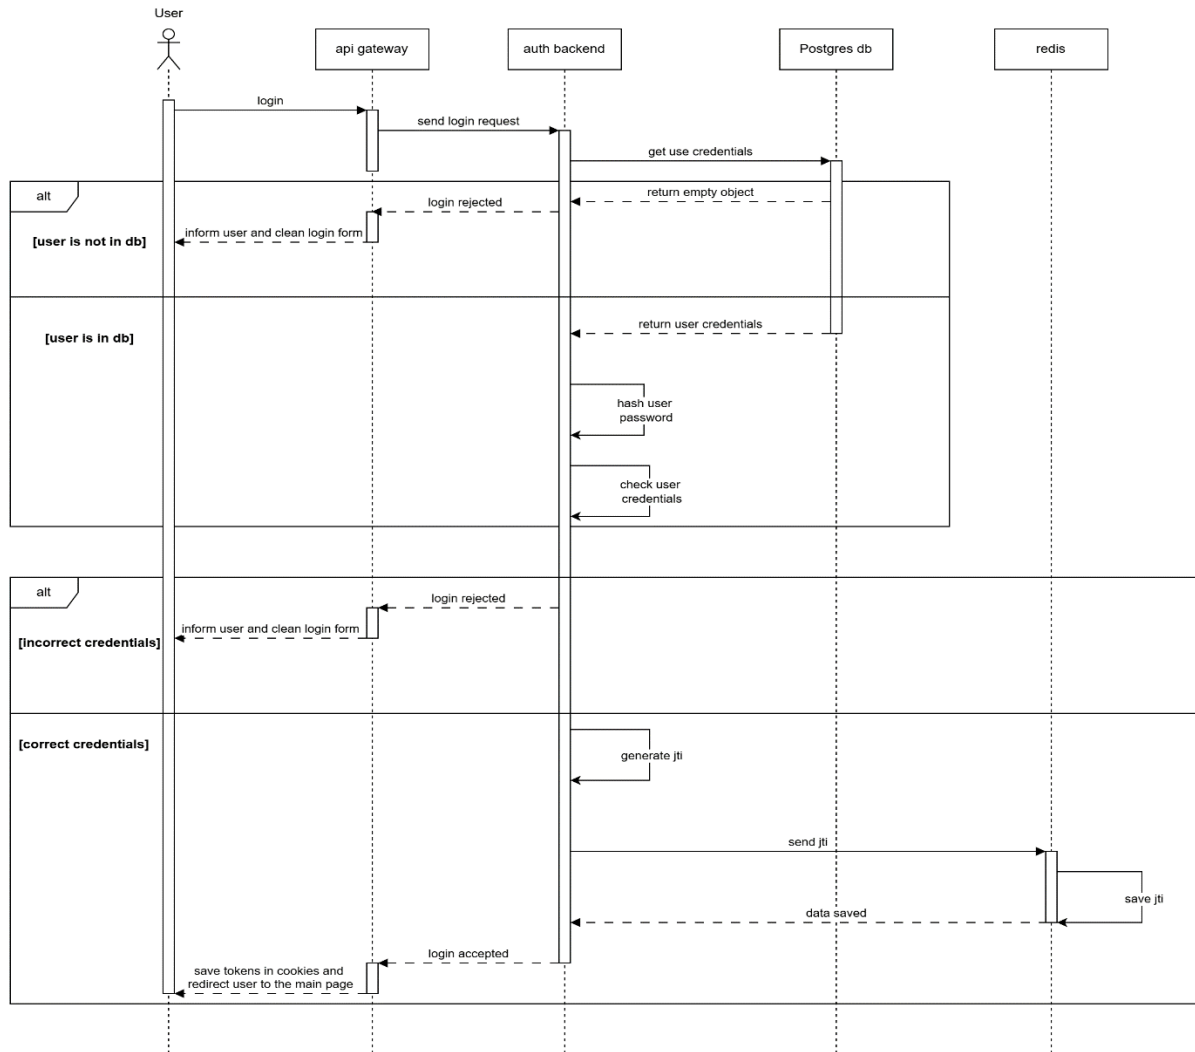 User
api gateway
auth backend
Postgres db
redis
login
send login request
get use credentials
alt
return empty object
login rejected
inform user and clean login form
[user is not in db]
return user credentials
[user is in db]
hash user
password
check user
credentials
alt
login rejected
inform user and clean login form
[incorrect credentials]
[correct credentials]
generate jti
send jti
save jti
data saved
login accepted
save tokens in cookies and
redirect user to the main page